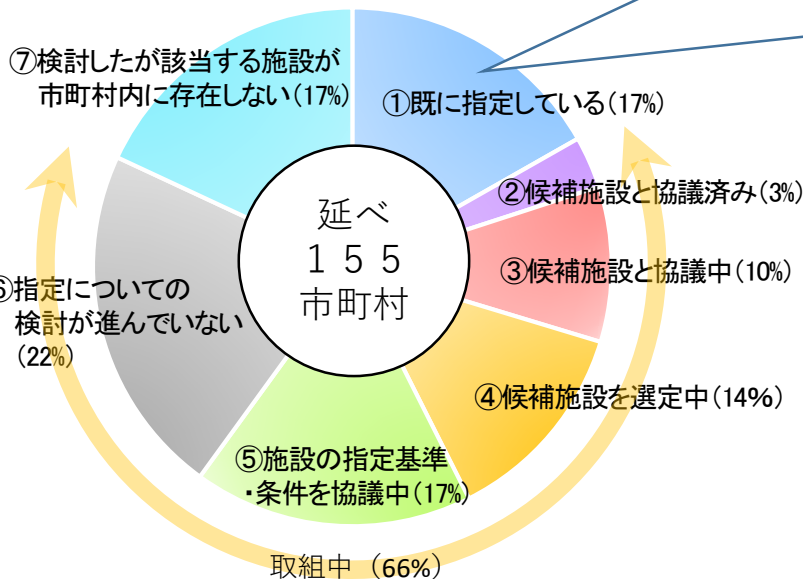 ⑦検討したが該当する施設が
市町村内に存在しない(17%)
①既に指定している(17%)
②候補施設と協議済み(3%)
③候補施設と協議中(10%)
④候補施設を選定中(14%)
⑤施設の指定基準
・条件を協議中(17%)
⑥指定についての
検討が進んでいない
(22%)
延べ
155
市町村
取組中（66%）